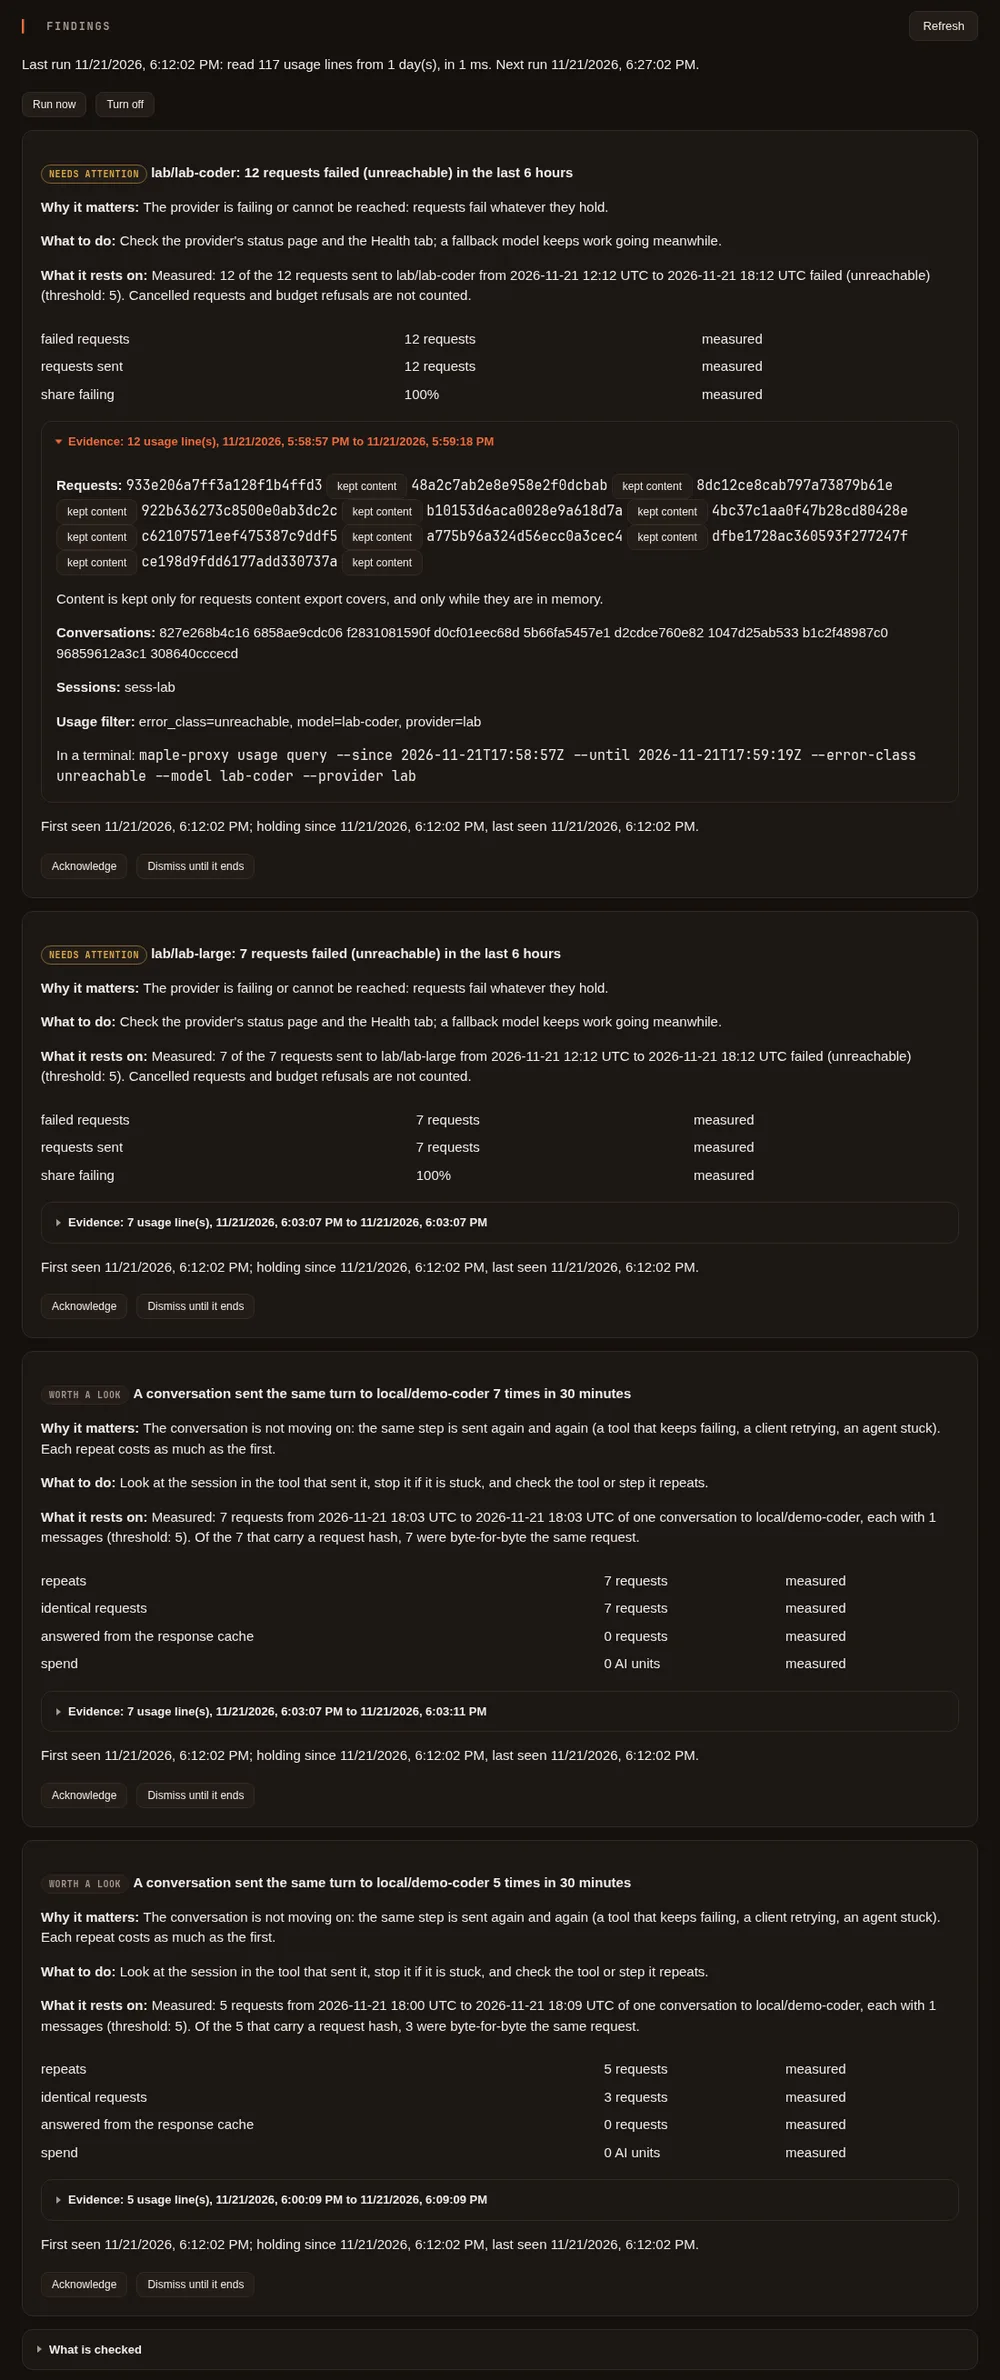 FINDINGS
Refresh
Last run 11/21/2026, 6:12:02 PM: read 117 usage lines from 1 day(s), in 1 ms. Next run 11/21/2026, 6:27:02 PM.
Run now Turn off
NEEDS ATTENTION lab/lab-coder: 12 requests failed (unreachable) in the last 6 hours
Why it matters: The provider is failing or cannot be reached: requests fail whatever they hold.
What to do: Check the provider's status page and the Health tab; a fallback model keeps work going meanwhile.
What it rests on: Measured: 12 of the 12 requests sent to lab/lab-coder from 2026-11-21 12:12 UTC to 2026-11-21 18:12 UTC failed (unreachable)
(threshold: 5). Cancelled requests and budget refusals are not counted.
failed requests 12 requests measured
requests sent 12 requests measured
share failing 100% measured
Evidence: 12 usage line(s), 11/21/2026, 5:58:57 PM to 11/21/2026, 5:59:18 PM
Requests: 933e206a7ff3a128f1b4ffd3 kept content 48a2c7ab2e8e958e2f0dcbab kept content 8dc12ce8cab797a73879b61e
kept content 922b636273c8500e0ab3dc2c kept content b10153d6aca0028e9a618d7a kept content 4bc37c1aa0f47b28cd80428e
kept content c62107571eef475387c9ddf5 kept content a775b96a324d56ecc0a3cec4 kept content dfbe1728ac360593f277247f
kept content ce198d9fdd6177add330737a kept content
Content is kept only for requests content export covers, and only while they are in memory.
Conversations: 827e268b4c16 6858ae9cdc06 f2831081590f d0cf01eec68d 5b66fa5457e1 d2cdce760e82 1047d25ab533 b1c2f48987c0
96859612a3c1 308640cccecd
Sessions: sess-lab
Usage filter: error_class=unreachable, model=lab-coder, provider=lab
In a terminal: maple-proxy usage query --since 2026-11-21T17:58:57Z --until 2026-11-21T17:59:19Z --error-class
unreachable --model lab-coder --provider lab
First seen 11/21/2026, 6:12:02 PM; holding since 11/21/2026, 6:12:02 PM, last seen 11/21/2026, 6:12:02 PM.
Acknowledge Dismiss until it ends
NEEDS ATTENTION lab/lab-large: 7 requests failed (unreachable) in the last 6 hours
Why it matters: The provider is failing or cannot be reached: requests fail whatever they hold.
What to do: Check the provider's status page and the Health tab; a fallback model keeps work going meanwhile.
What it rests on: Measured: 7 of the 7 requests sent to lab/lab-large from 2026-11-21 12:12 UTC to 2026-11-21 18:12 UTC failed (unreachable)
(threshold: 5). Cancelled requests and budget refusals are not counted.
failed requests 7 requests measured
requests sent 7 requests measured
share failing 100% measured
Evidence: 7 usage line(s), 11/21/2026, 6:03:07 PM to 11/21/2026, 6:03:07 PM
First seen 11/21/2026, 6:12:02 PM; holding since 11/21/2026, 6:12:02 PM, last seen 11/21/2026, 6:12:02 PM.
Acknowledge Dismiss until it ends
WORTH A LOOK A conversation sent the same turn to local/demo-coder 7 times in 30 minutes
Why it matters: The conversation is not moving on: the same step is sent again and again (a tool that keeps failing, a client retrying, an agent stuck).
Each repeat costs as much as the first.
What to do: Look at the session in the tool that sent it, stop it if it is stuck, and check the tool or step it repeats.
What it rests on: Measured: 7 requests from 2026-11-21 18:03 UTC to 2026-11-21 18:03 UTC of one conversation to local/demo-coder, each with 1
messages (threshold: 5). Of the 7 that carry a request hash, 7 were byte-for-byte the same request.
repeats 7 requests measured
identical requests 7 requests measured
answered from the response cache 0 requests measured
spend 0 AI units measured
Evidence: 7 usage line(s), 11/21/2026, 6:03:07 PM to 11/21/2026, 6:03:11 PM
First seen 11/21/2026, 6:12:02 PM; holding since 11/21/2026, 6:12:02 PM, last seen 11/21/2026, 6:12:02 PM.
Acknowledge Dismiss until it ends
WORTH A LOOK A conversation sent the same turn to local/demo-coder 5 times in 30 minutes
Why it matters: The conversation is not moving on: the same step is sent again and again (a tool that keeps failing, a client retrying, an agent stuck).
Each repeat costs as much as the first.
What to do: Look at the session in the tool that sent it, stop it if it is stuck, and check the tool or step it repeats.
What it rests on: Measured: 5 requests from 2026-11-21 18:00 UTC to 2026-11-21 18:09 UTC of one conversation to local/demo-coder, each with 1
messages (threshold: 5). Of the 5 that carry a request hash, 3 were byte-for-byte the same request.
repeats 5 requests measured
identical requests 3 requests measured
answered from the response cache 0 requests measured
spend 0 AI units measured
Evidence: 5 usage line(s), 11/21/2026, 6:00:09 PM to 11/21/2026, 6:09:09 PM
First seen 11/21/2026, 6:12:02 PM; holding since 11/21/2026, 6:12:02 PM, last seen 11/21/2026, 6:12:02 PM.
Acknowledge Dismiss until it ends
What is checked